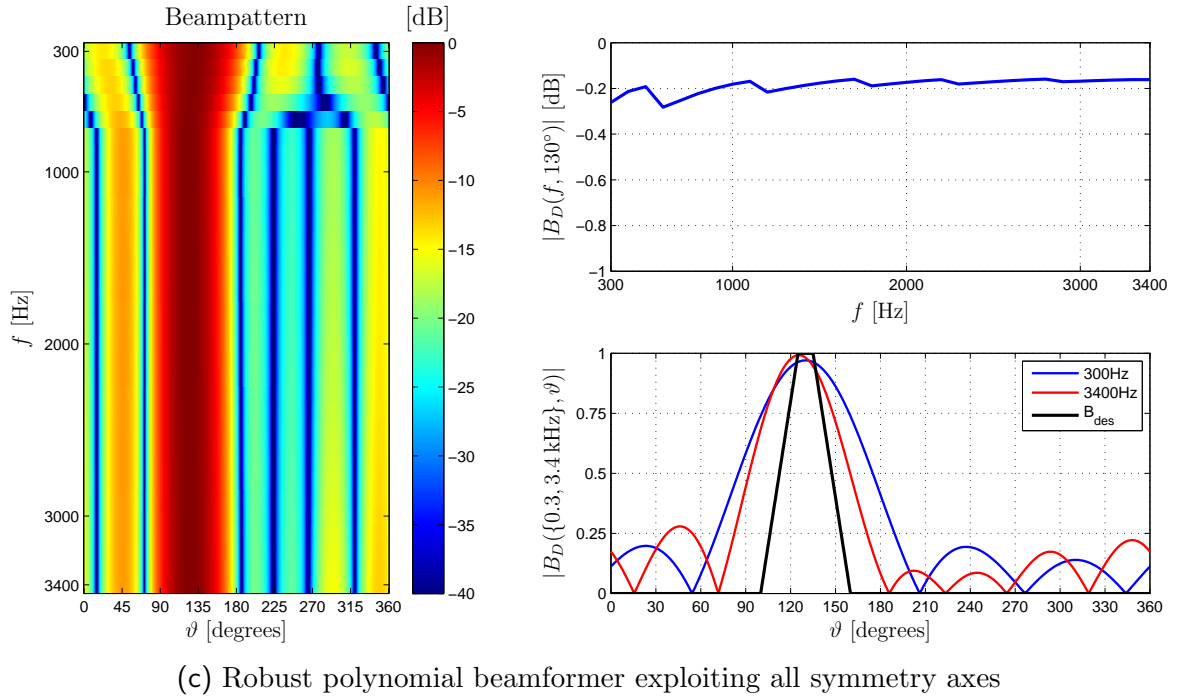 Beampattern
[dB]
300
1000
2000
3000
3400
f [Hz]
0 45 90 135 180 225 270 315 360
ϑ [degrees]
0
−5
−10
−15
−20
−25
−30
−35
−40
|B_D(f, 130°)| [dB]
0
−0.2
−0.4
−0.6
−0.8
−1
300 1000 2000 3000 3400
f [Hz]
|B_D({0.3, 3.4 kHz}, ϑ)|
1
0.75
0.5
0.25
0
0 30 60 90 120 150 180 210 240 270 300 330 360
ϑ [degrees]
300Hz
3400Hz
B_des
(c) Robust polynomial beamformer exploiting all symmetry axes